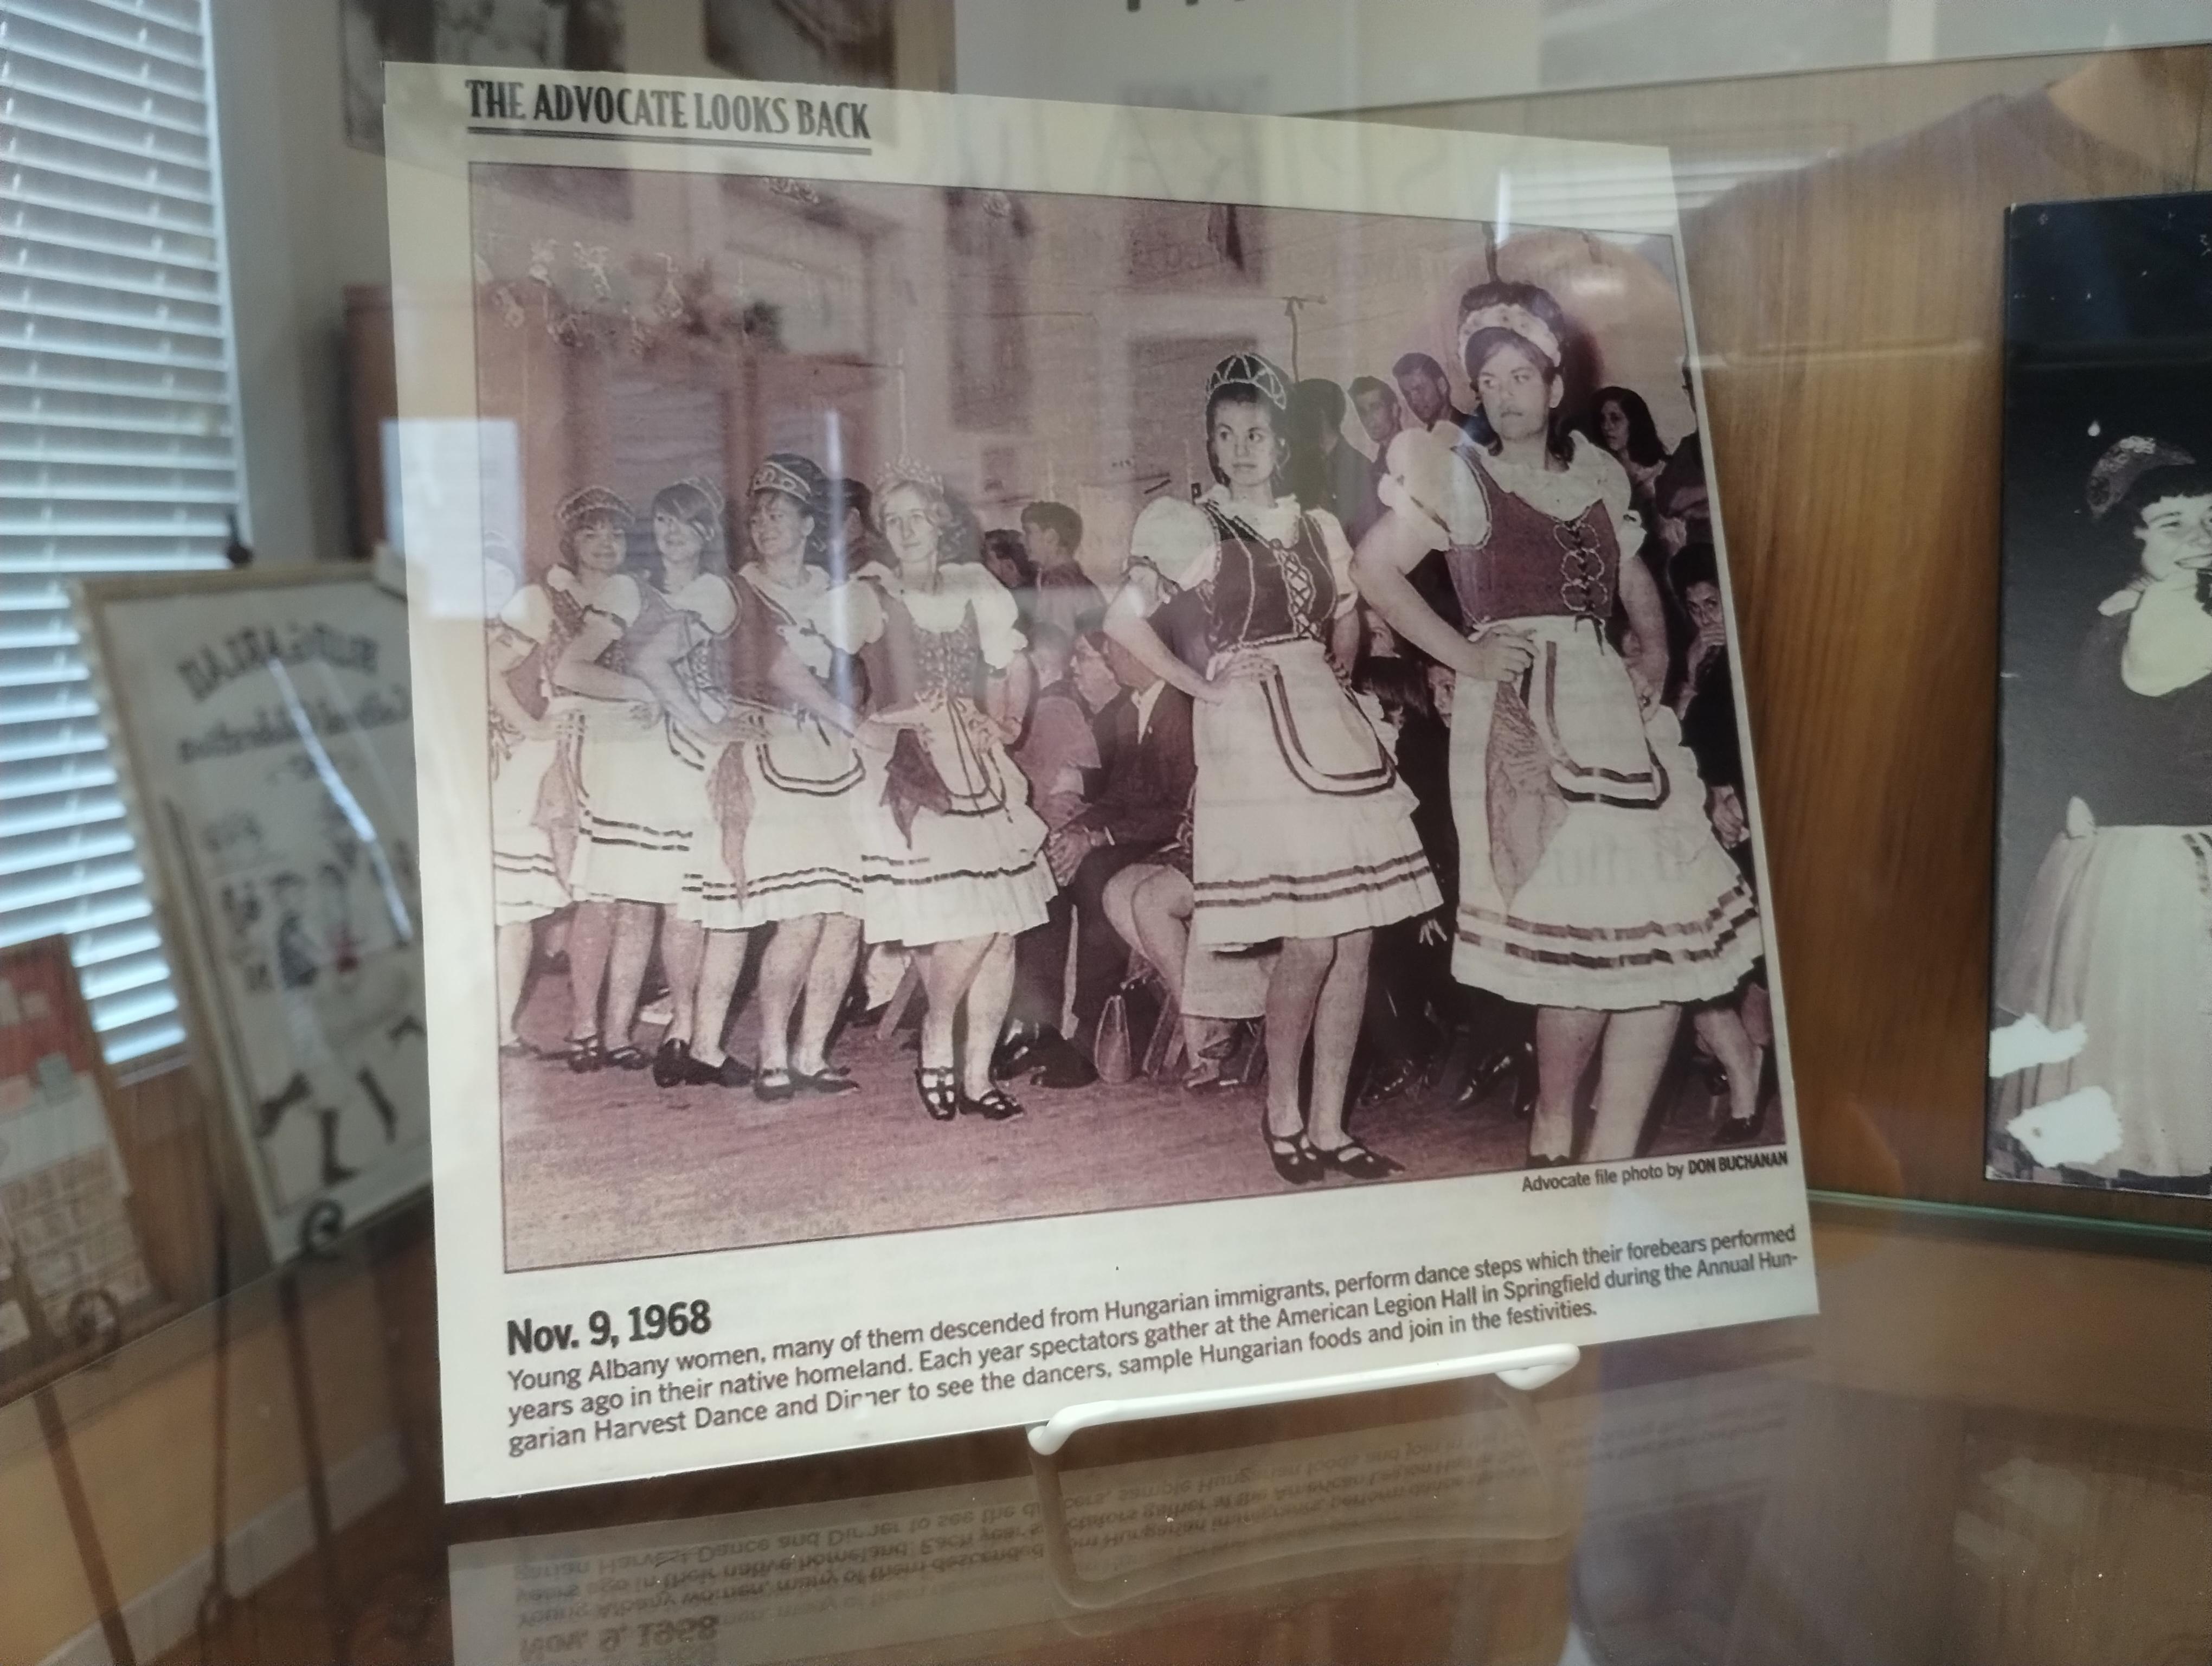 THE ADVOCATE LOOKS BACK
Advocate file photo by DON BUCHANAN
Nov. 9, 1968
Young Albany women, many of them descended from Hungarian immigrants, perform dance steps which their forebears performed
years ago in their native homeland. Each year spectators gather at the American Legion Hall in Springfield during the Annual Hun-
garian Harvest Dance and Dinner to see the dancers, sample Hungarian foods and join in the festivities.